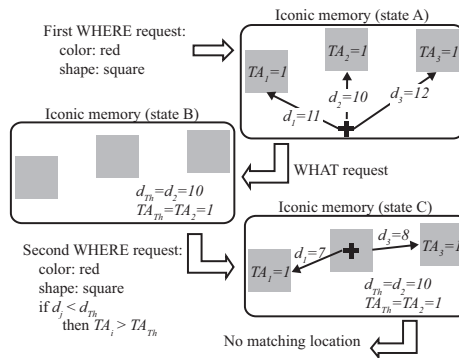 Iconic memory (state A)
First WHERE request:
color: red
shape: square
TA1=1
TA2=1
TA3=1
d1=11
d2=10
d3=12
Iconic memory (state B)
WHAT request
dTh=d2=10
TATh=TA2=1
Iconic memory (state C)
Second WHERE request:
color: red
shape: square
if dj < dTh
then TAi > TATh
TA1=1
d1=7
d3=8
TA3=1
dTh=d2=10
TATh=TA2=1
No matching location